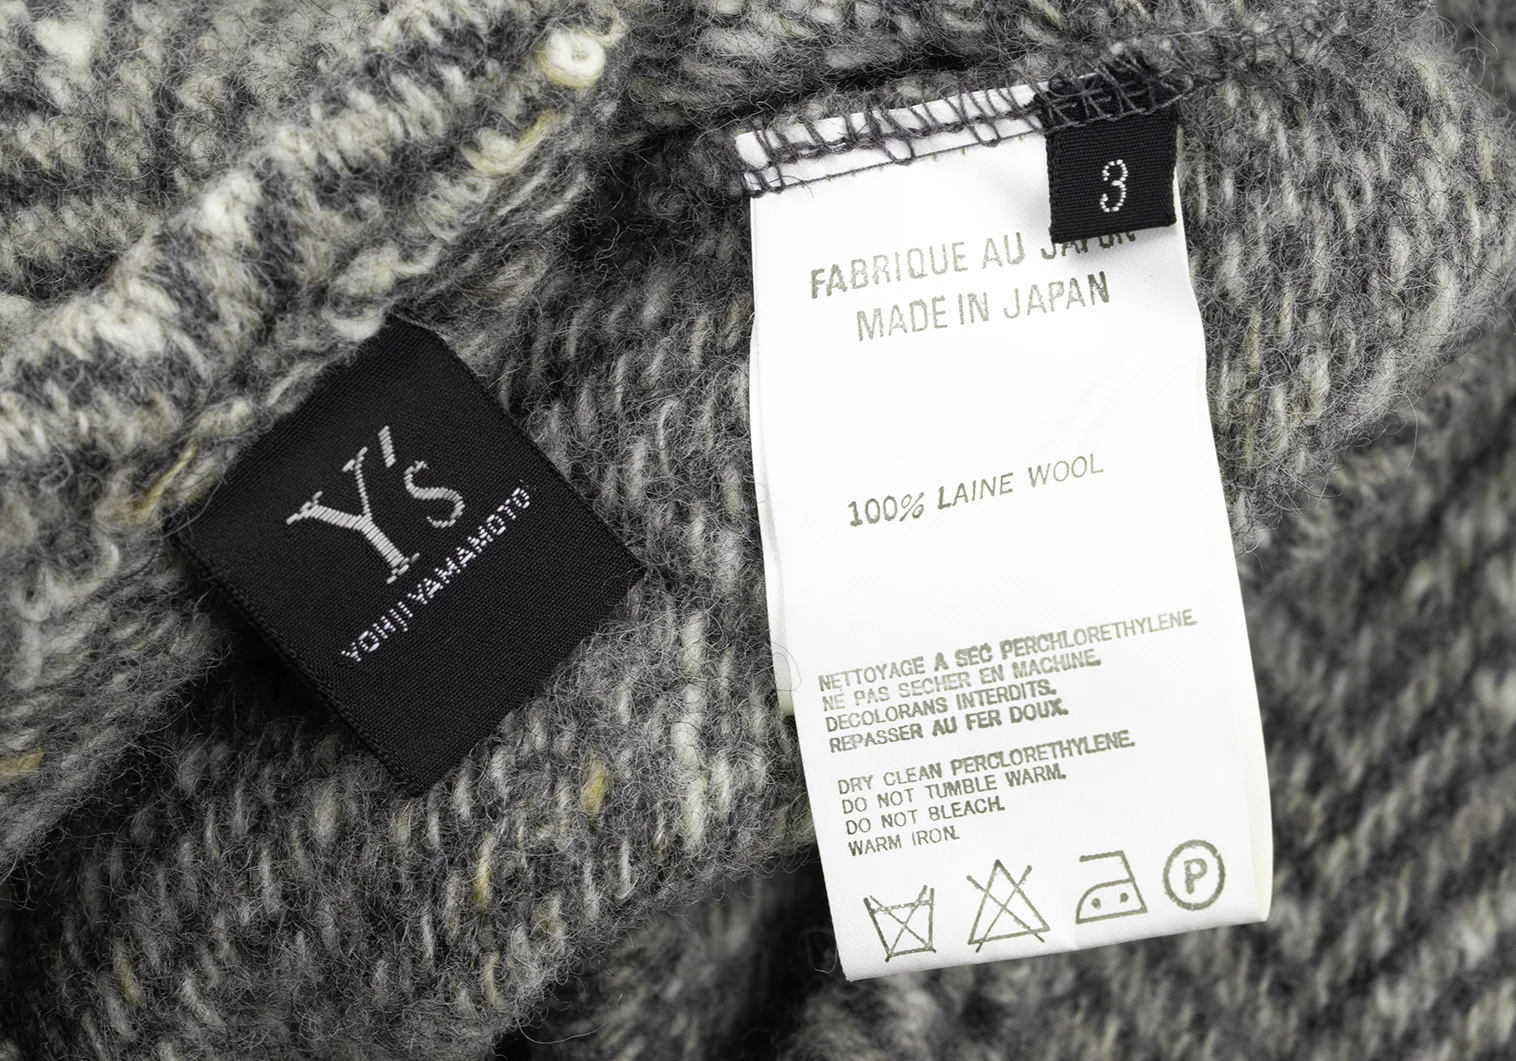 Y's
YOHJI YAMAMOTO
3
FABRIQUE AU JAPON
MADE IN JAPAN
100% LAINE WOOL
NETTOYAGE A SEC PERCHLORETHYLENE
NE PAS SECHER EN MACHINE.
DECOLORANS INTERDITS.
REPASSER AU FER DOUX.
DRY CLEAN PERCLORETHYLENE.
DO NOT TUMBLE WARM.
DO NOT BLEACH.
WARM IRON.
P